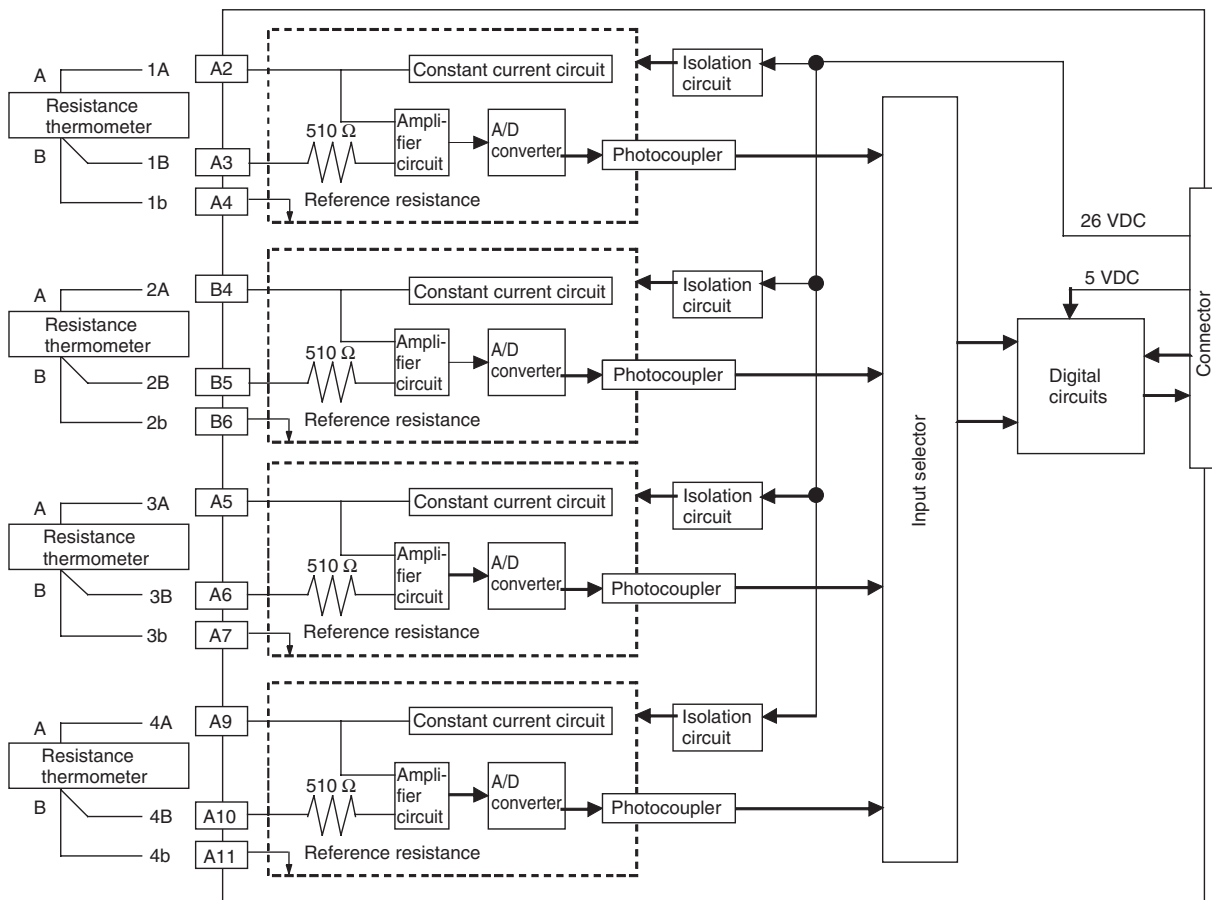 A
1A
A2
Constant current circuit
Isolation
circuit
Resistance
thermometer
510 Ω
Ampli-
fier
circuit
A/D
converter
Photocoupler
B
1B
A3
1b
A4
Reference resistance
26 VDC
A
2A
B4
Constant current circuit
Isolation
circuit
5 VDC
Resistance
thermometer
510 Ω
Ampli-
fier
circuit
A/D
converter
Photocoupler
B
2B
B5
2b
B6
Reference resistance
Input selector
Digital
circuits
Connector
A
3A
A5
Constant current circuit
Isolation
circuit
Resistance
thermometer
510 Ω
Ampli-
fier
circuit
A/D
converter
Photocoupler
B
3B
A6
3b
A7
Reference resistance
A
4A
A9
Constant current circuit
Isolation
circuit
Resistance
thermometer
510 Ω
Ampli-
fier
circuit
A/D
converter
Photocoupler
B
4B
A10
4b
A11
Reference resistance